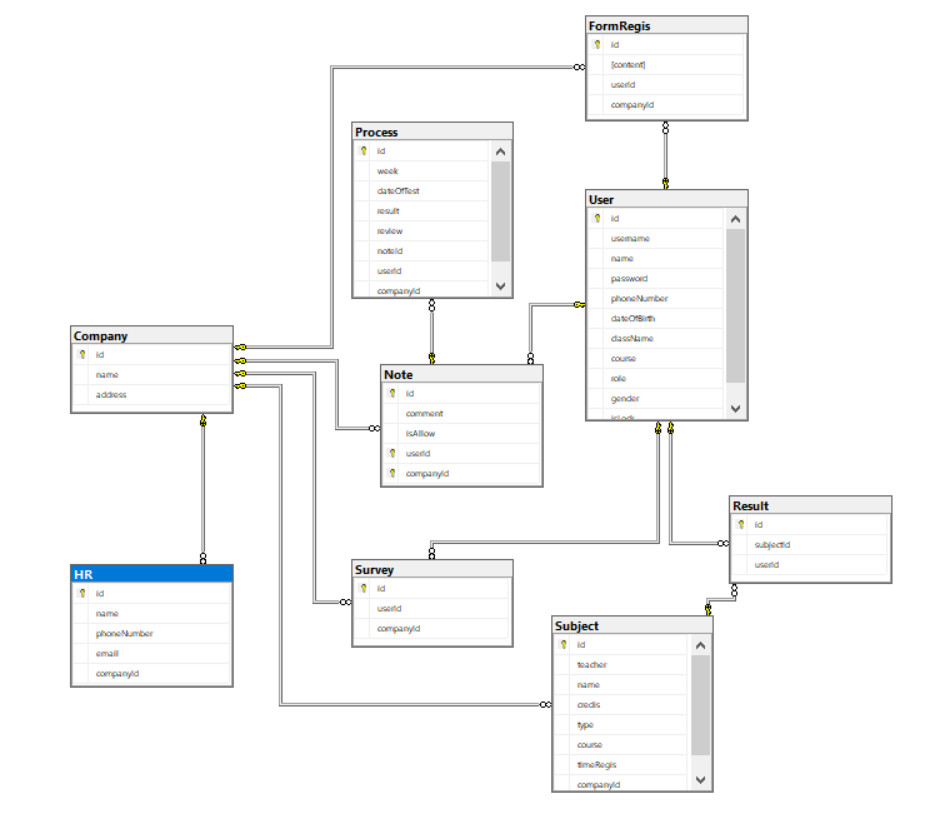 FormRegis
id
[content]
userId
companyId
Process
id
week
dateOfTest
result
review
noteId
userId
companyId
User
id
username
name
password
phoneNumber
dateOfBirth
className
course
role
gender
Company
id
name
address
Note
id
comment
isAllow
userId
companyId
Result
id
subjectId
userId
HR
id
name
phoneNumber
email
companyId
Survey
id
userId
companyId
Subject
id
teacher
name
credis
type
course
timeRegis
companyId